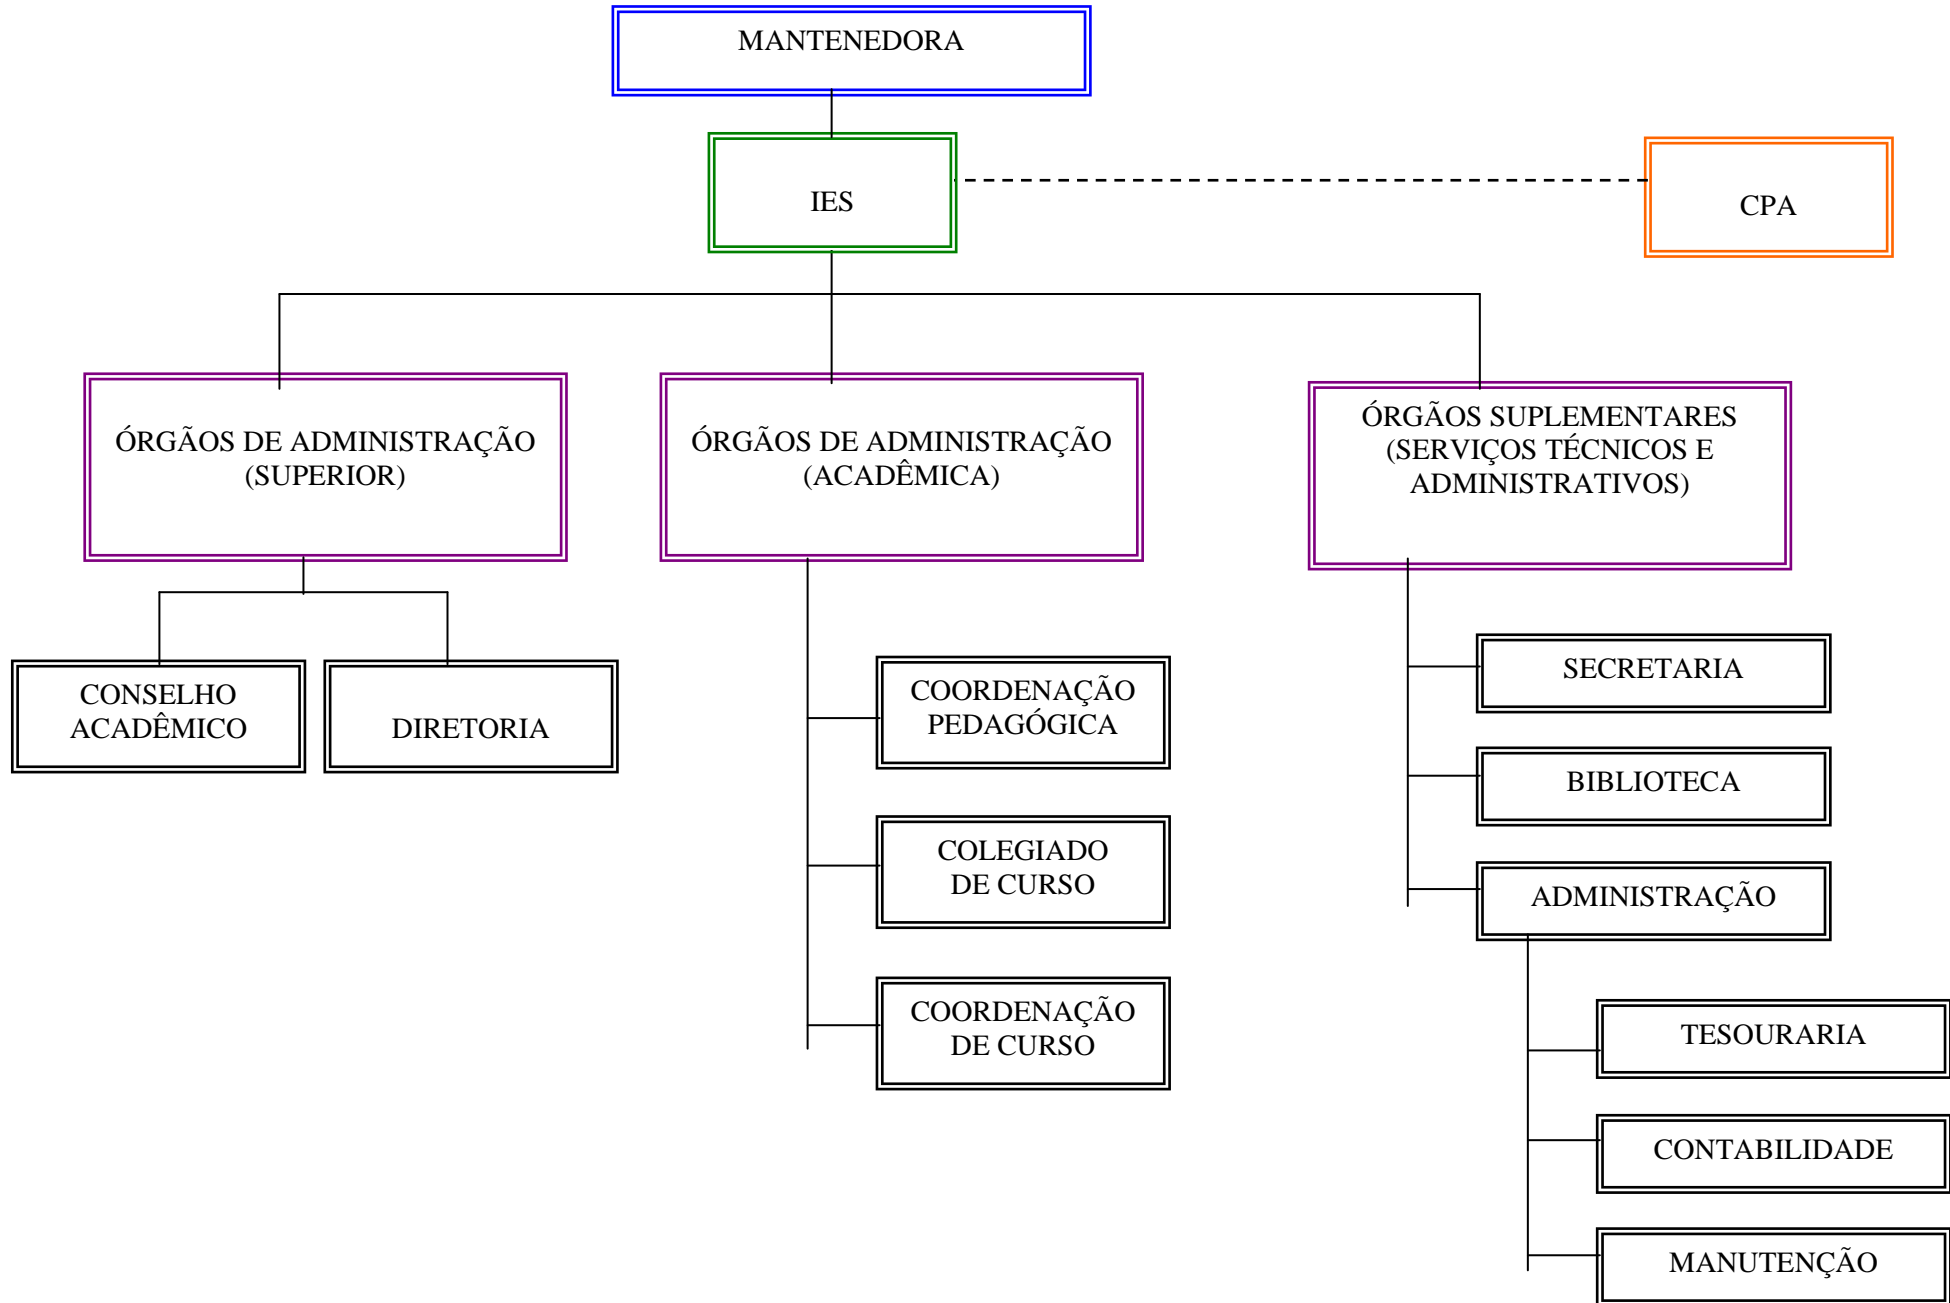 MANTENEDORA
IES
CPA
ÓRGÃOS DE ADMINISTRAÇÃO
(SUPERIOR)
ÓRGÃOS DE ADMINISTRAÇÃO
(ACADÊMICA)
ÓRGÃOS SUPLEMENTARES
(SERVIÇOS TÉCNICOS E
ADMINISTRATIVOS)
CONSELHO
ACADÊMICO
DIRETORIA
COORDENAÇÃO
PEDAGÓGICA
COLEGIADO
DE CURSO
COORDENAÇÃO
DE CURSO
SECRETARIA
BIBLIOTECA
ADMINISTRAÇÃO
TESOURARIA
CONTABILIDADE
MANUTENÇÃO